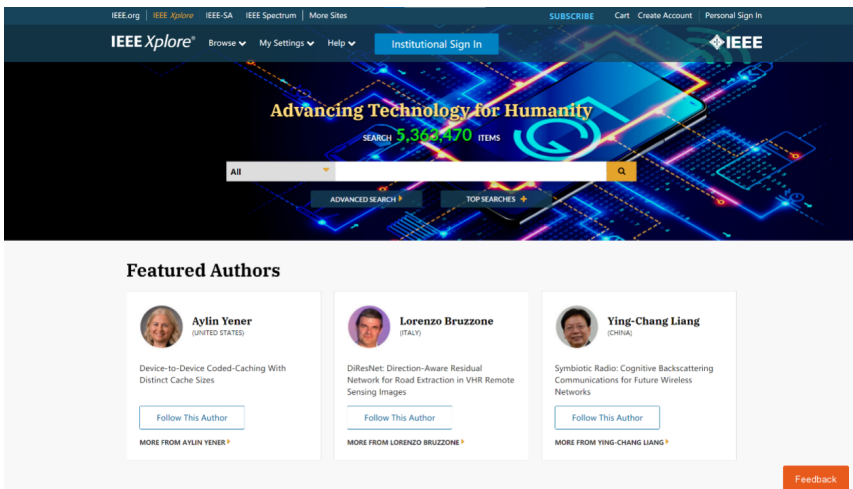 IEEE.org IEEE Xplore IEEE-SA IEEE Spectrum More Sites SUBSCRIBE Cart Create Account Personal Sign In
IEEE Xplore® Browse My Settings Help Institutional Sign In IEEE
Advancing Technology for Humanity
SEARCH 5,363,470 ITEMS
All
ADVANCED SEARCH TOP SEARCHES +
Featured Authors
Aylin Yener
(UNITED STATES)
Device-to-Device Coded-Caching With
Distinct Cache Sizes
Follow This Author
MORE FROM AYLIN YENER
Lorenzo Bruzzone
(ITALY)
DiResNet: Direction-Aware Residual
Network for Road Extraction in VHR Remote
Sensing Images
Follow This Author
MORE FROM LORENZO BRUZZONE
Ying-Chang Liang
(CHINA)
Symbiotic Radio: Cognitive Backscattering
Communications for Future Wireless
Networks
Follow This Author
MORE FROM YING-CHANG LIANG
Feedback